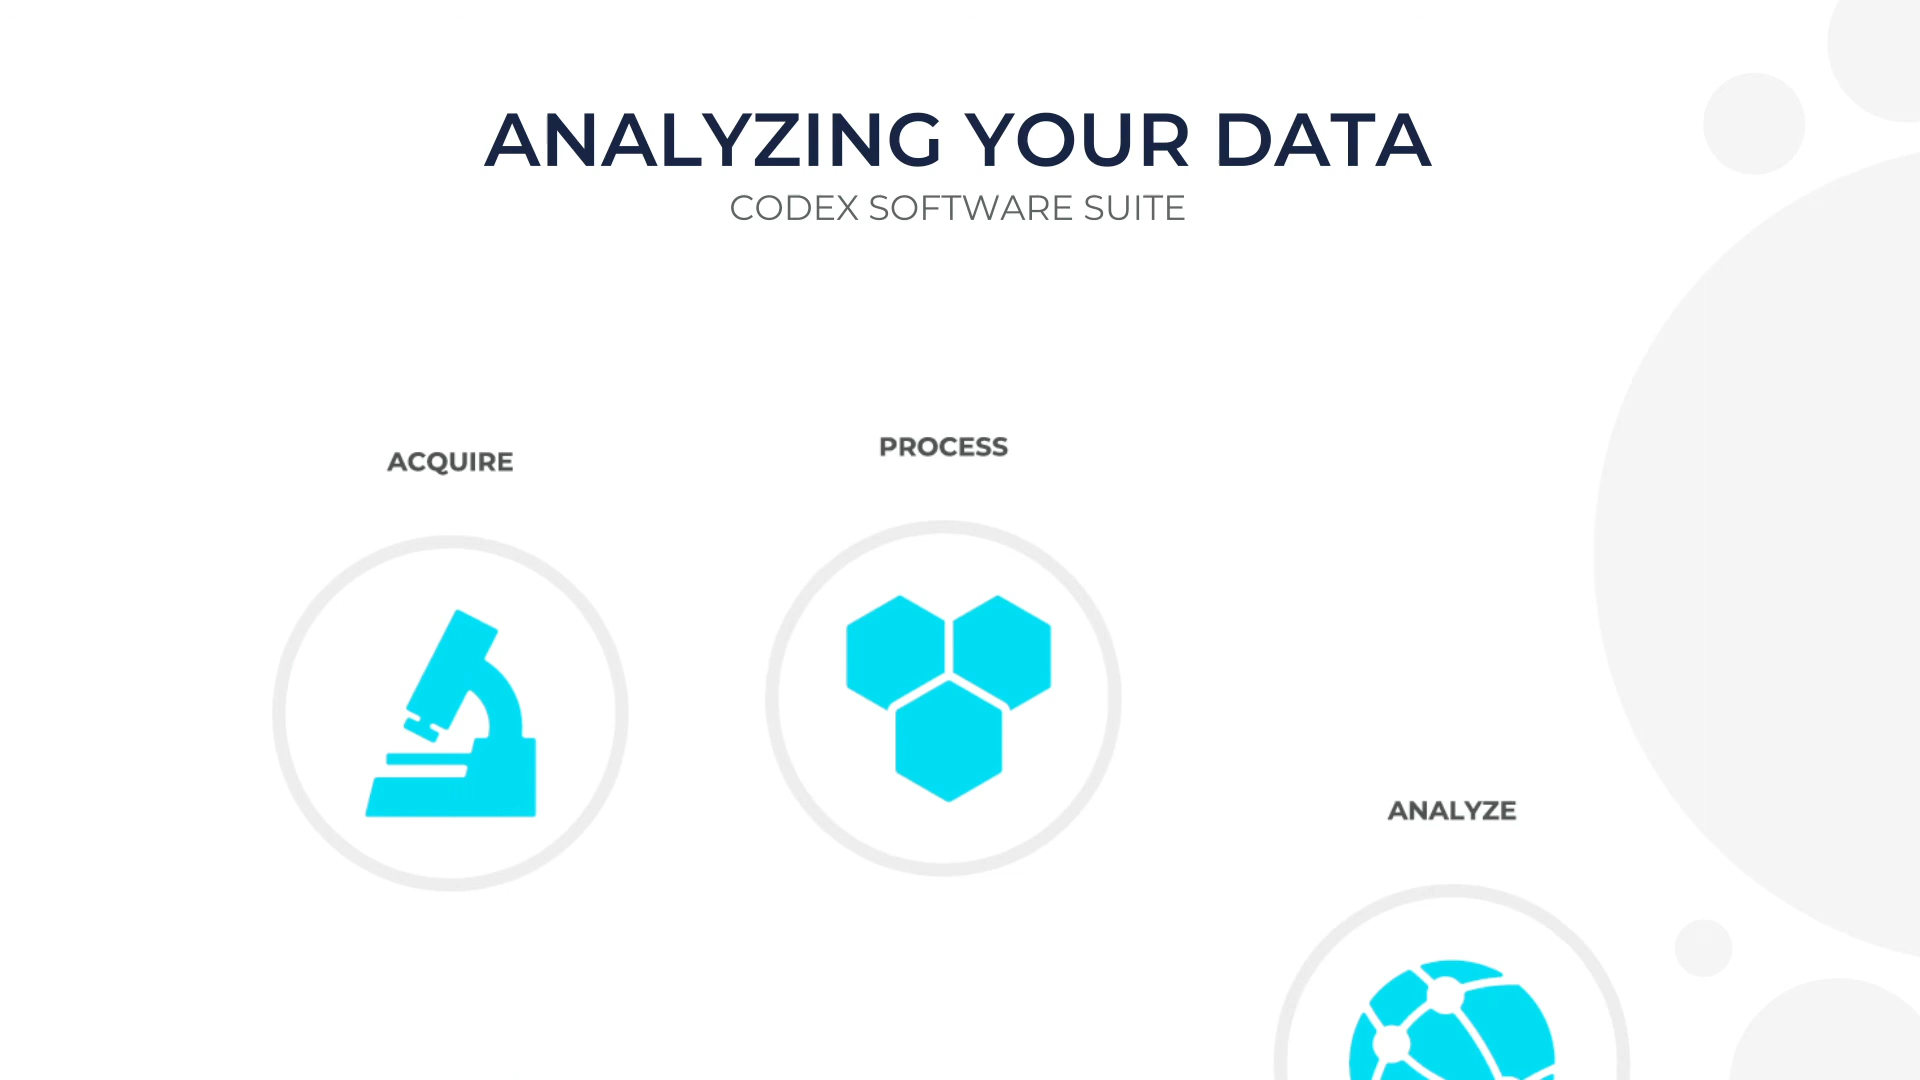 ANALYZING YOUR DATA
CODEX SOFTWARE SUITE
ACQUIRE
PROCESS
ANALYZE